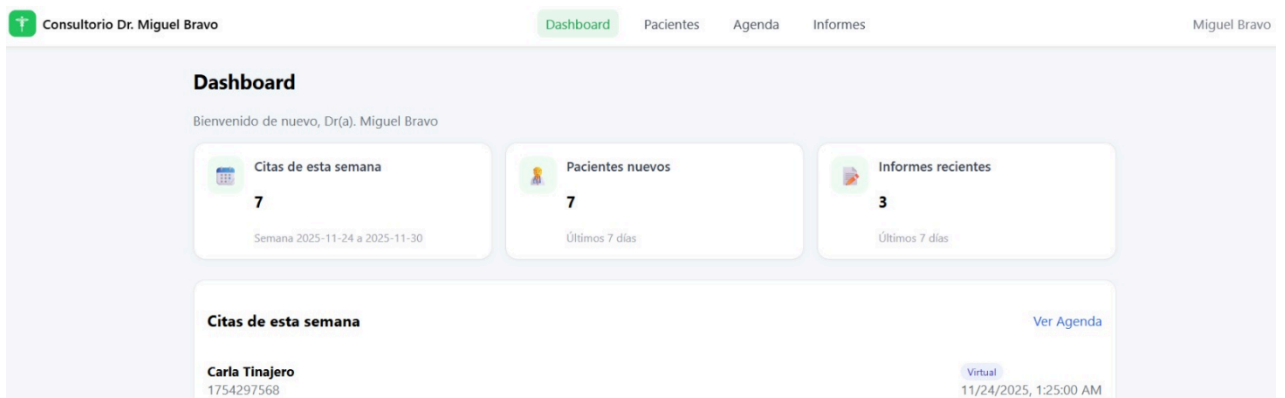 Consultorio Dr. Miguel Bravo
Dashboard
Pacientes
Agenda
Informes
Miguel Bravo
Dashboard
Bienvenido de nuevo, Dr(a). Miguel Bravo
Citas de esta semana
7
Semana 2025-11-24 a 2025-11-30
Pacientes nuevos
7
Últimos 7 días
Informes recientes
3
Últimos 7 días
Citas de esta semana
Ver Agenda
Carla Tinajero
1754297568
Virtual
11/24/2025, 1:25:00 AM